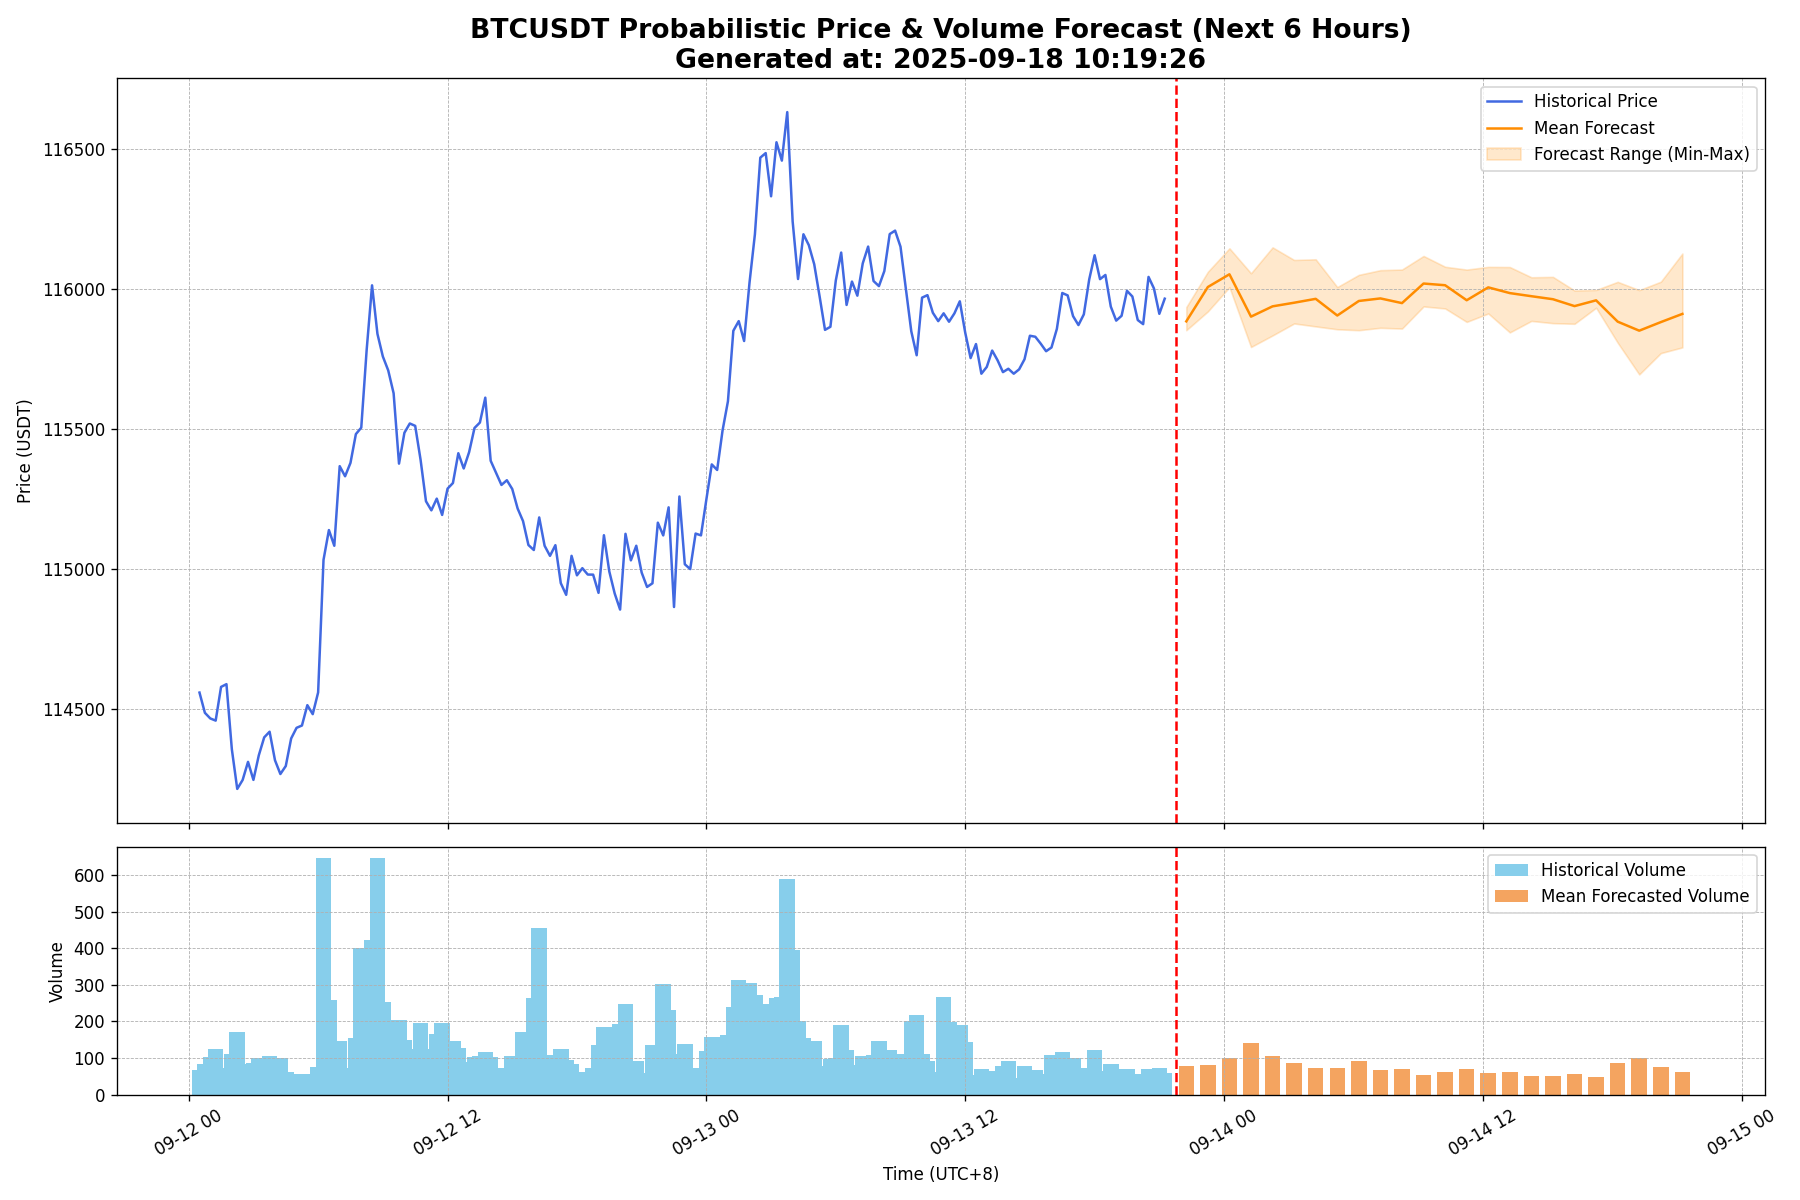 BTCUSDT Probabilistic Price & Volume Forecast (Next 6 Hours)
Generated at: 2025-09-18 10:19:26
Historical Price
Mean Forecast
Forecast Range (Min-Max)
116500
116000
115500
115000
114500
Price (USDT)
Historical Volume
Mean Forecasted Volume
600
500
400
300
200
100
0
Volume
09-12 00
09-12 12
09-13 00
09-13 12
09-14 00
09-14 12
09-15 00
Time (UTC+8)